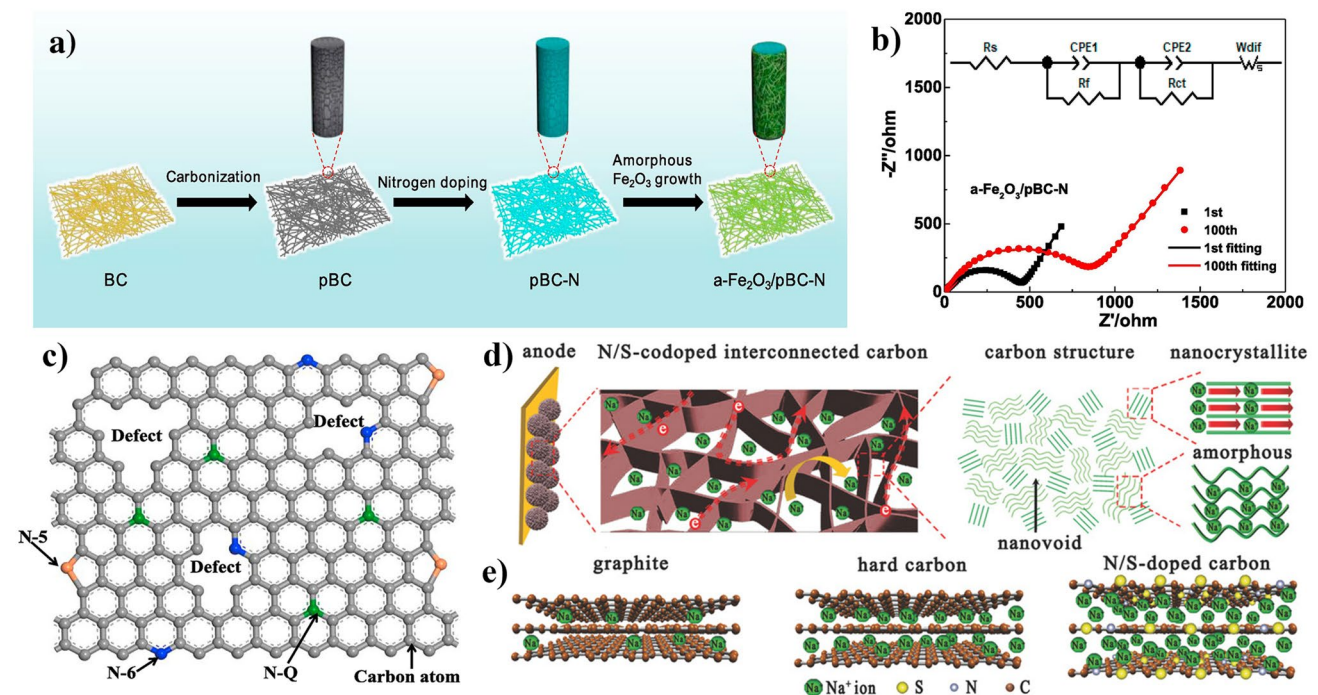 a)
Carbonization
Nitrogen doping
Amorphous
Fe₂O₃ growth
BC
pBC
pBC-N
a-Fe₂O₃/pBC-N
b)
2000
1500
1000
500
0
-Z''/ohm
Rs
CPE1
CPE2
Wdif
Rf
Rct
s
a-Fe₂O₃/pBC-N
1st
100th
1st fitting
100th fitting
0
500
1000
1500
2000
Z'/ohm
c)
Defect
Defect
Defect
N-5
N-6
N-Q
Carbon atom
d)
anode
N/S-codoped interconnected carbon
carbon structure
nanocrystallite
Na⁺
e
amorphous
nanovoid
e)
graphite
hard carbon
N/S-doped carbon
Na⁺ ion
S
N
C